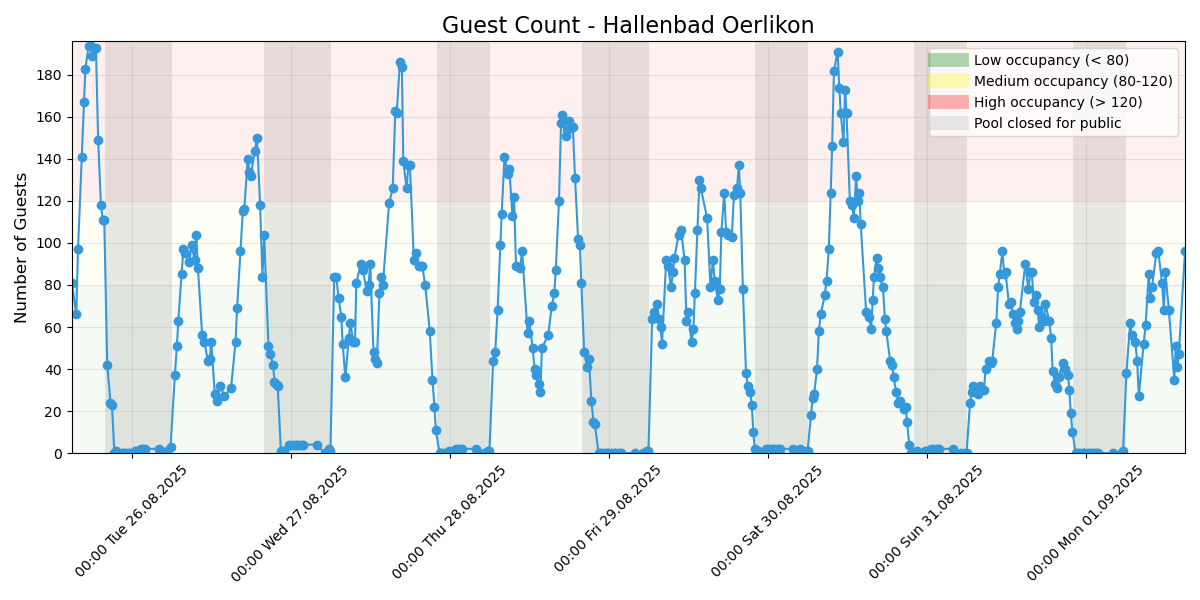 Guest Count - Hallenbad Oerlikon
Number of Guests
180
160
140
120
100
80
60
40
20
0
Low occupancy (< 80)
Medium occupancy (80-120)
High occupancy (> 120)
Pool closed for public
00:00 Tue 26.08.2025
00:00 Wed 27.08.2025
00:00 Thu 28.08.2025
00:00 Fri 29.08.2025
00:00 Sat 30.08.2025
00:00 Sun 31.08.2025
00:00 Mon 01.09.2025